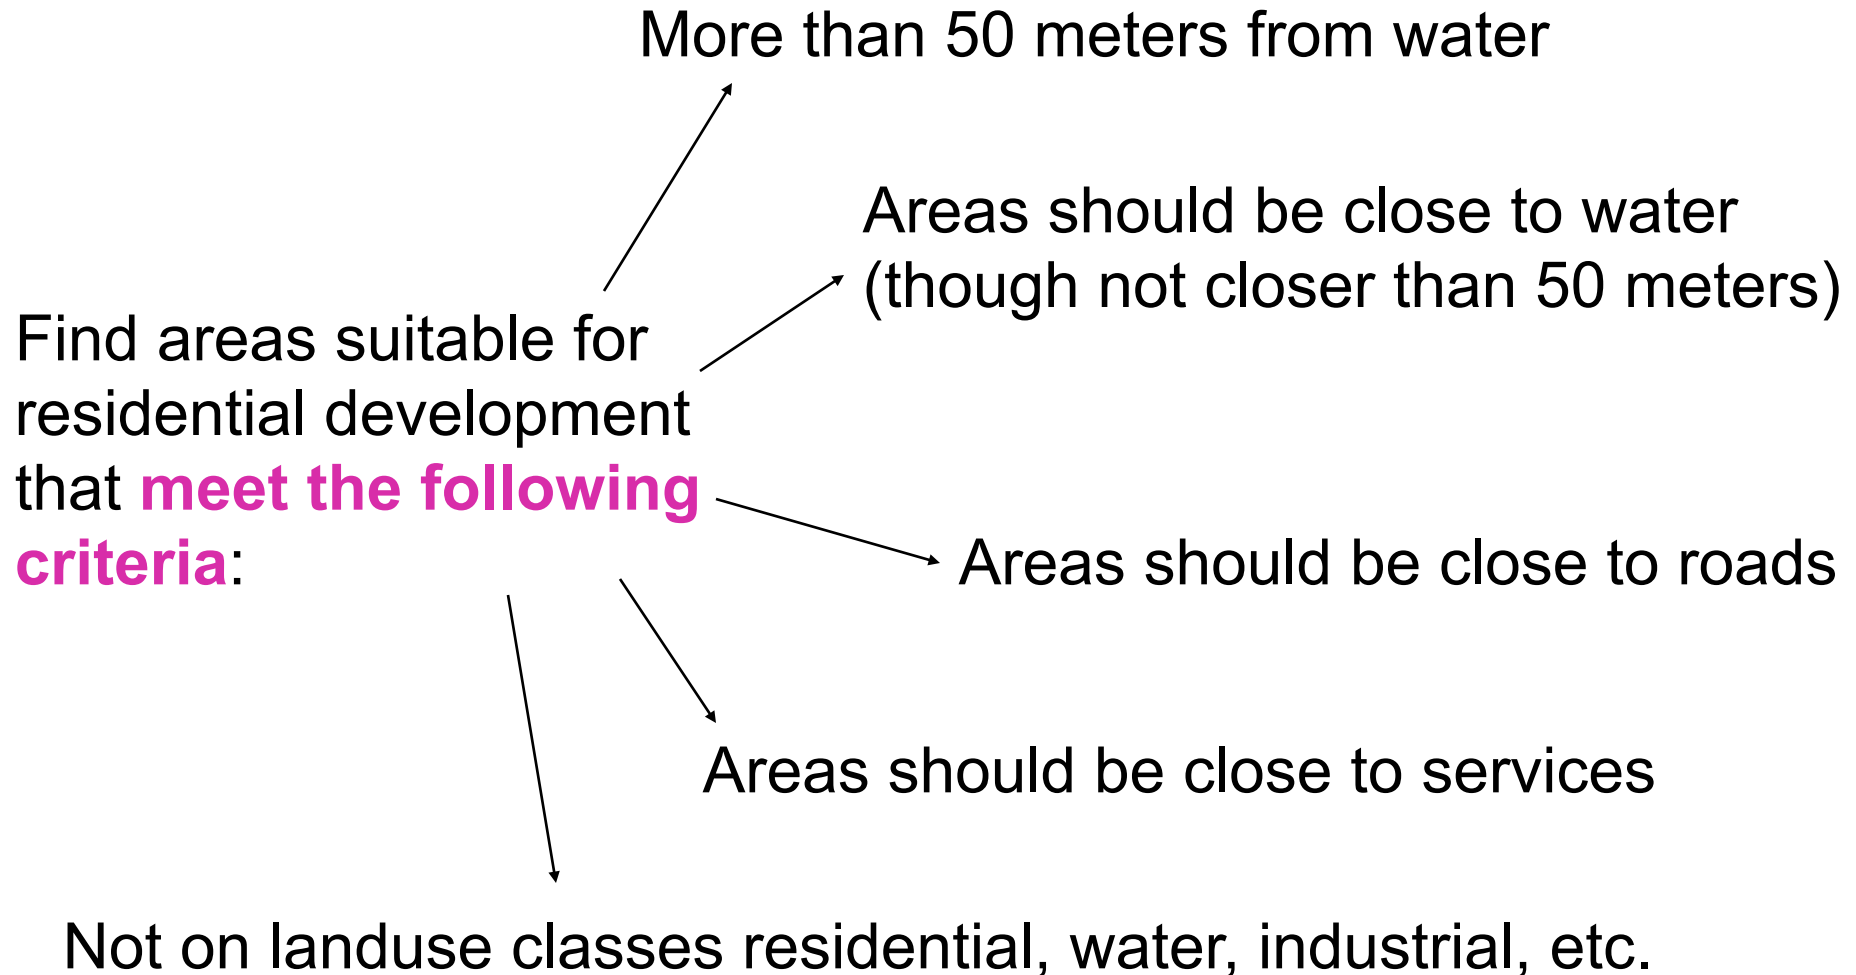 More than 50 meters from water
Areas should be close to water
(though not closer than 50 meters)
Find areas suitable for
residential development
that meet the following
criteria:
Areas should be close to roads
Areas should be close to services
Not on landuse classes residential, water, industrial, etc.